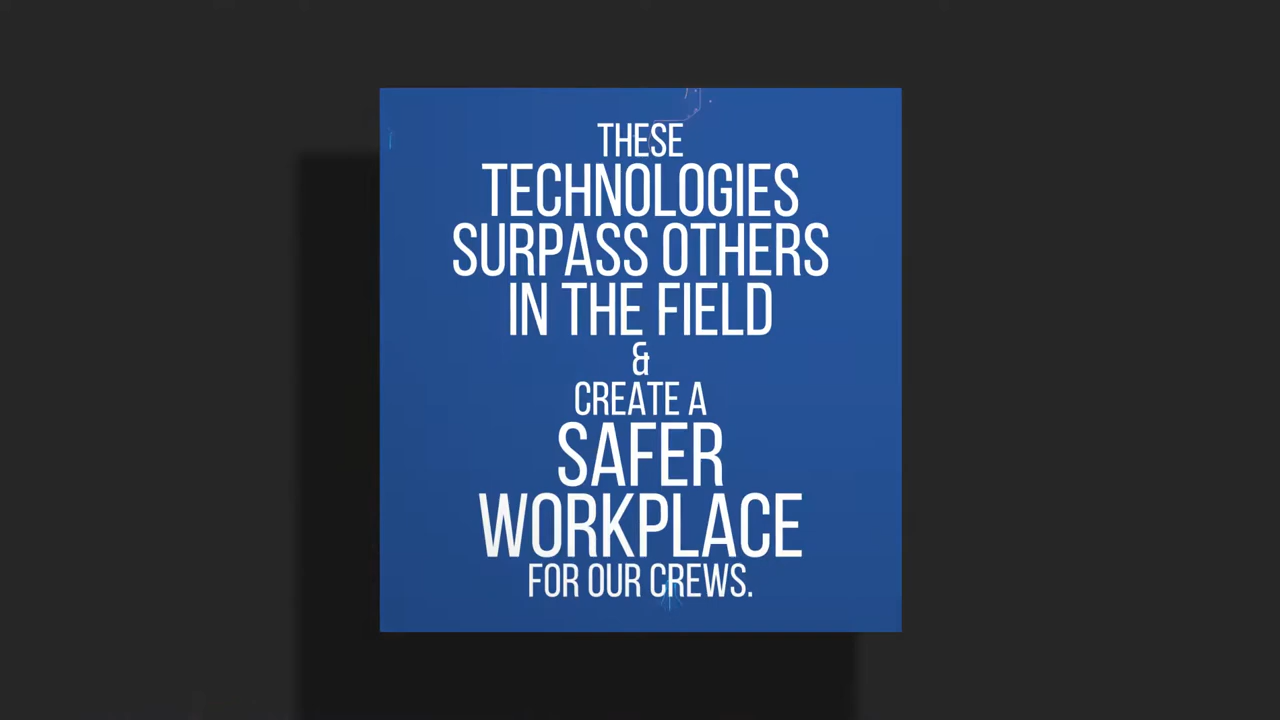 THESE
TECHNOLOGIES
SURPASS OTHERS
IN THE FIELD
&
CREATE A
SAFER
WORKPLACE
FOR OUR CREWS.